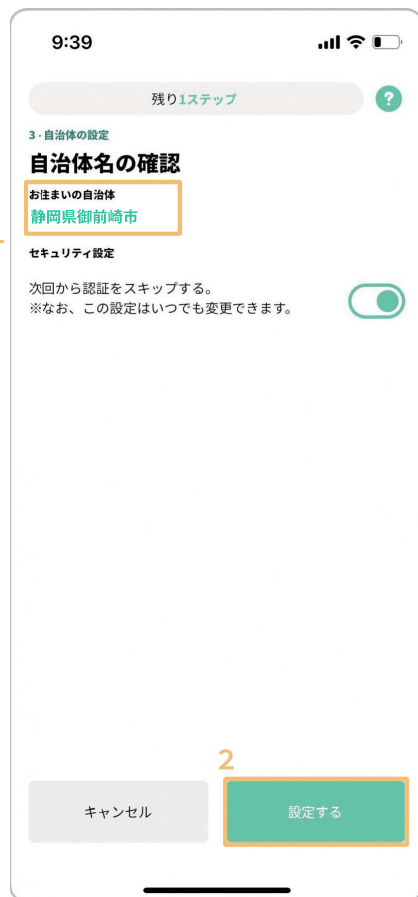 9:39
残り1ステップ
?
3 - 自治体の設定
自治体名の確認
お住まいの自治体
静岡県御前崎市
セキュリティ設定
次回から認証をスキップする。
※なお、この設定はいつでも変更できます。
2
キャンセル
設定する